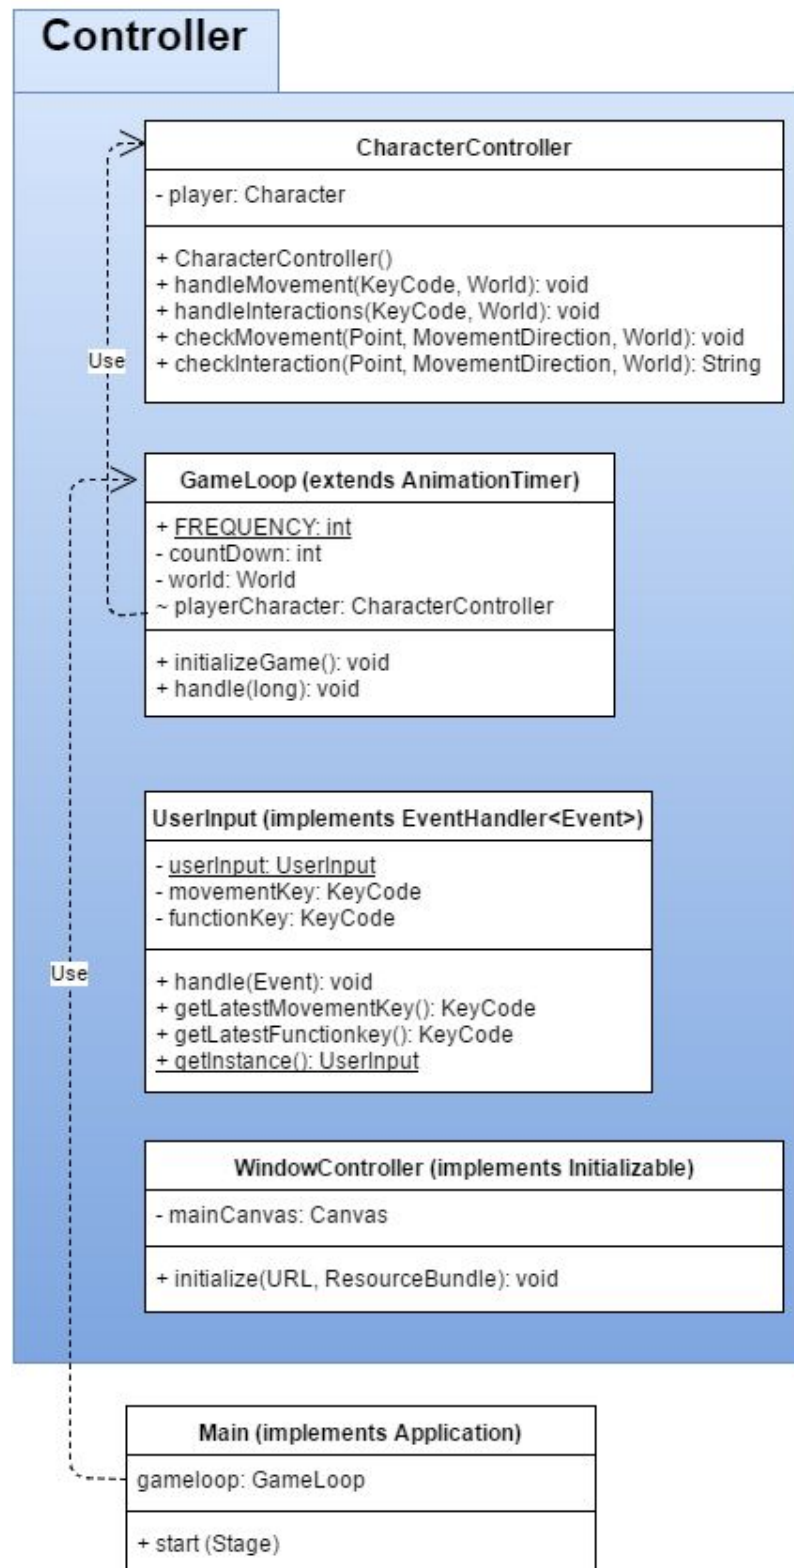 Controller
CharacterController
- player: Character
+ CharacterController()
+ handleMovement(KeyCode, World): void
+ handleInteractions(KeyCode, World): void
+ checkMovement(Point, MovementDirection, World): void
+ checkInteraction(Point, MovementDirection, World): String
Use
GameLoop (extends AnimationTimer)
+ FREQUENCY: int
- countDown: int
- world: World
~ playerCharacter: CharacterController
+ initializeGame(): void
+ handle(long): void
UserInput (implements EventHandler<Event>)
- userInput: UserInput
- movementKey: KeyCode
- functionKey: KeyCode
Use
+ handle(Event): void
+ getLatestMovementKey(): KeyCode
+ getLatestFunctionkey(): KeyCode
+ getInstance(): UserInput
WindowController (implements Initializable)
- mainCanvas: Canvas
+ initialize(URL, ResourceBundle): void
Main (implements Application)
gameloop: GameLoop
+ start (Stage)